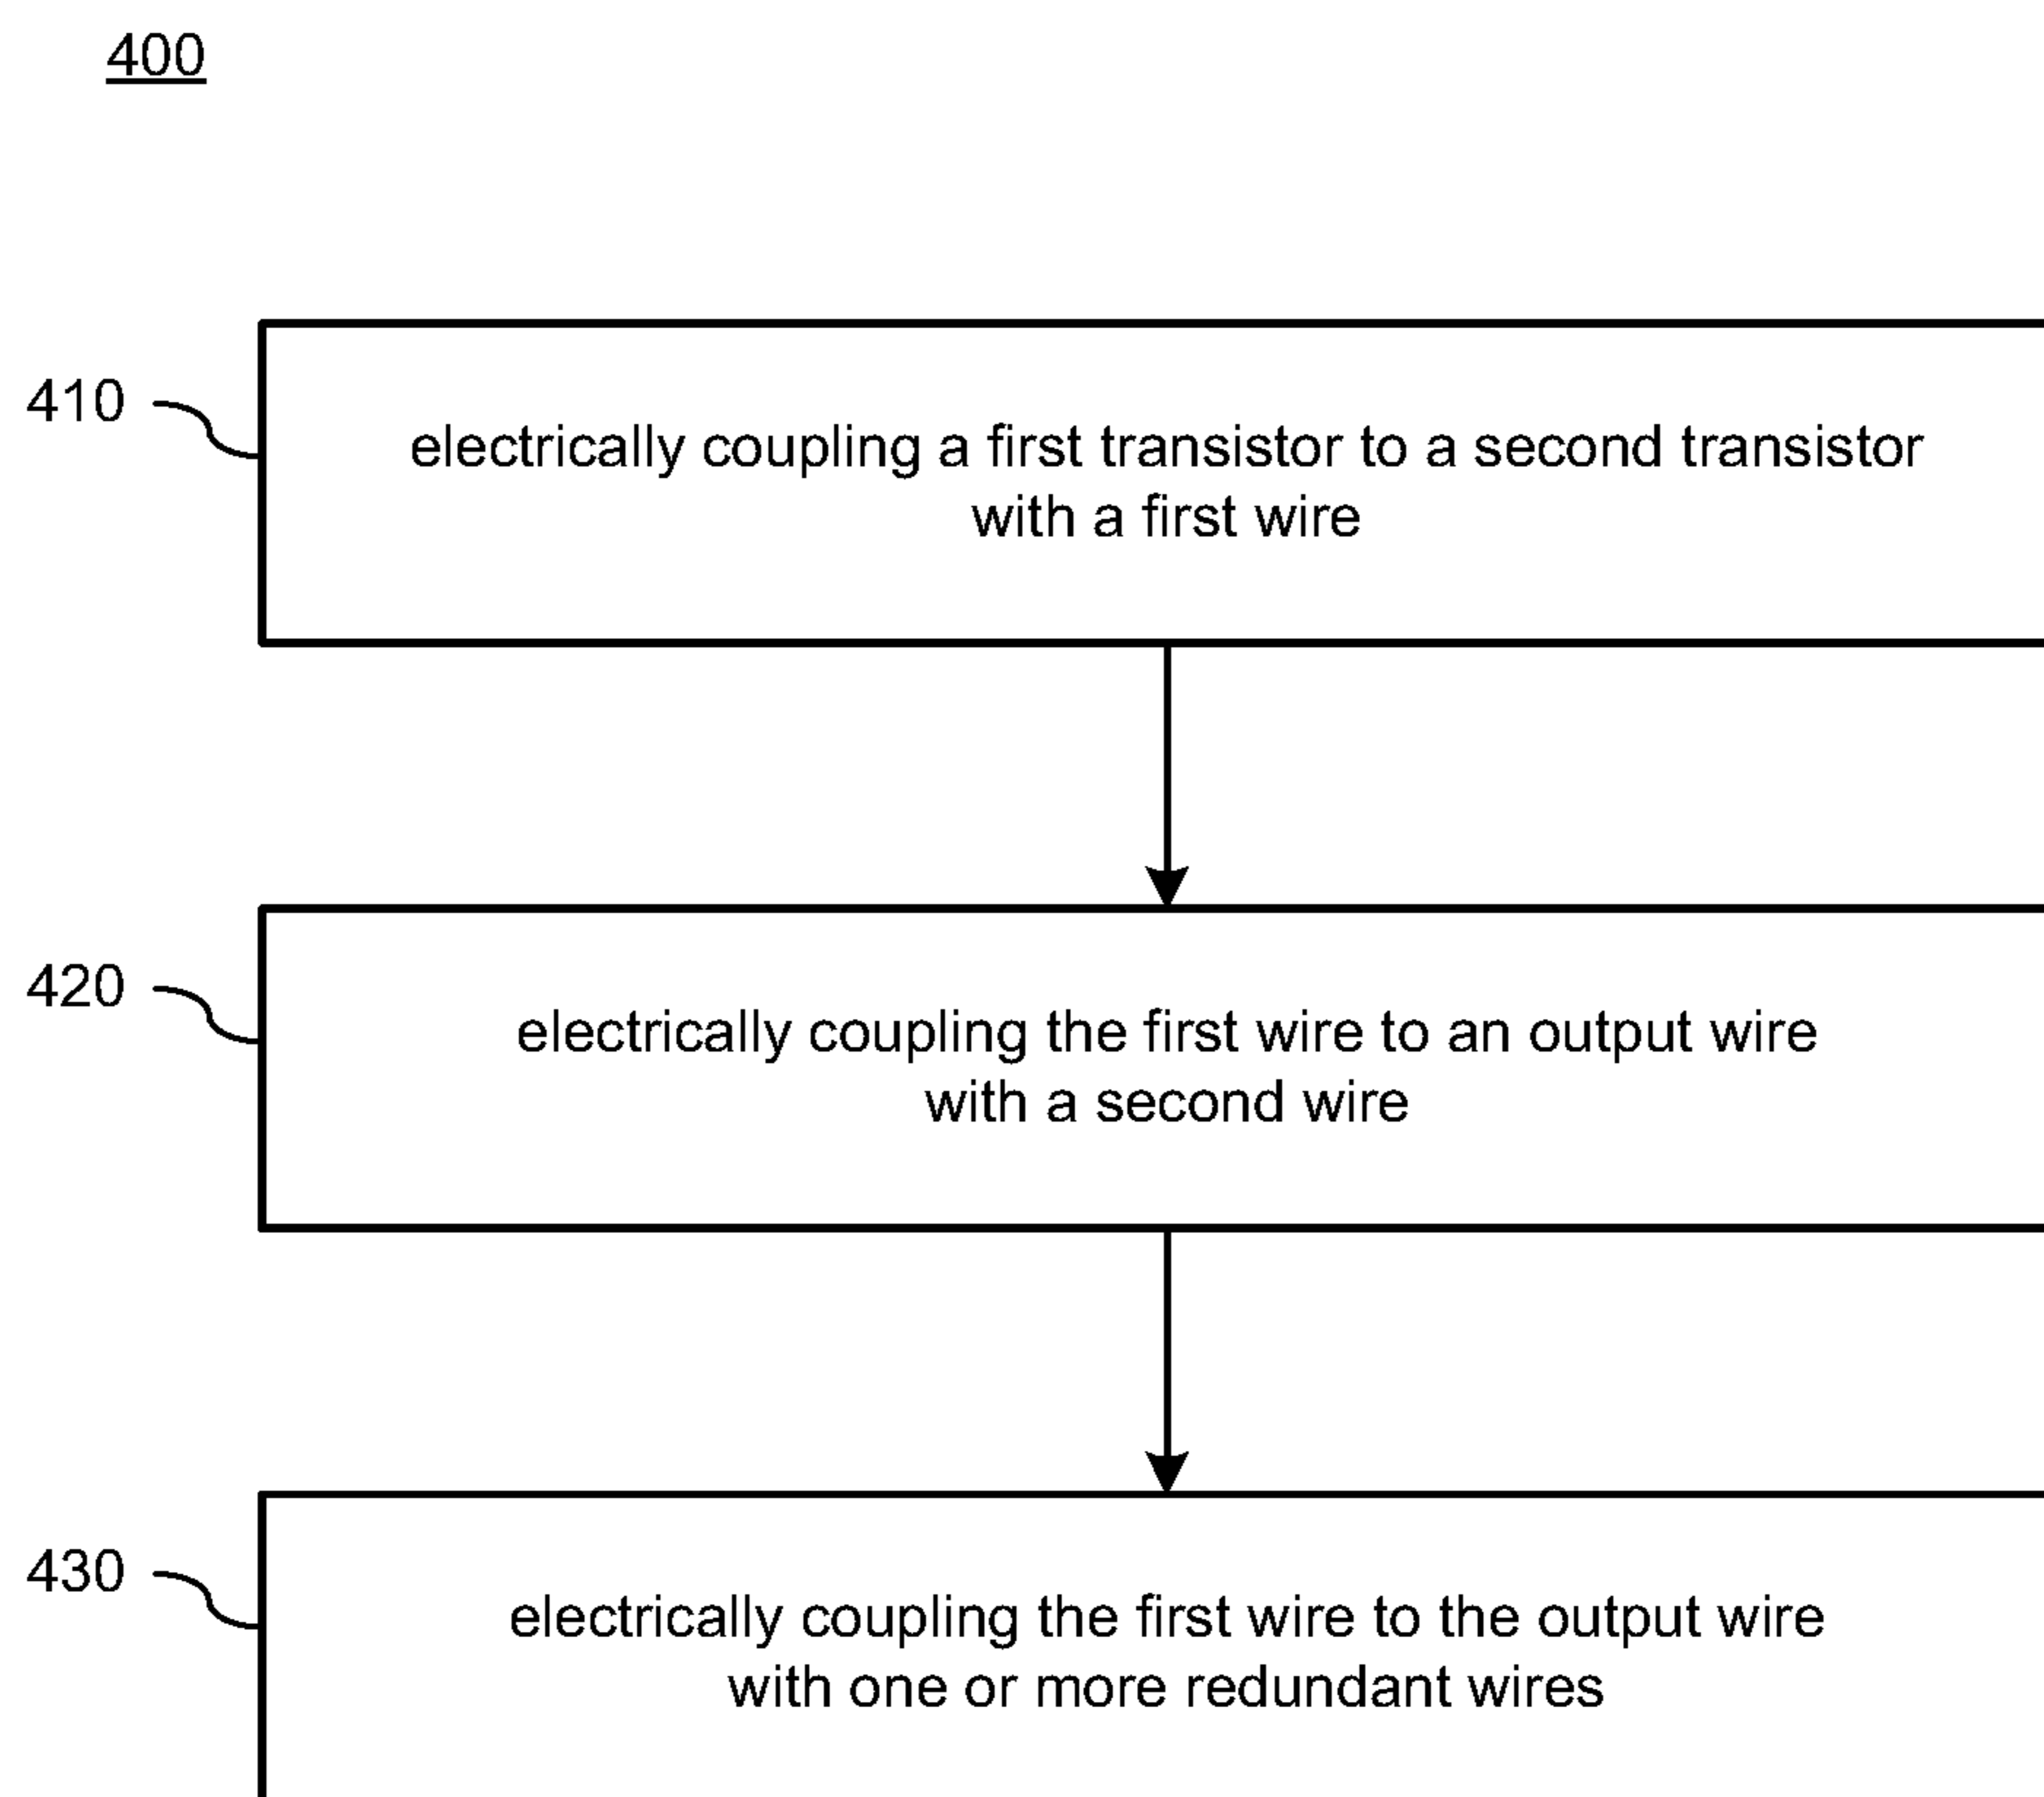 400
410
electrically coupling a first transistor to a second transistor
with a first wire
420
electrically coupling the first wire to an output wire
with a second wire
430
electrically coupling the first wire to the output wire
with one or more redundant wires